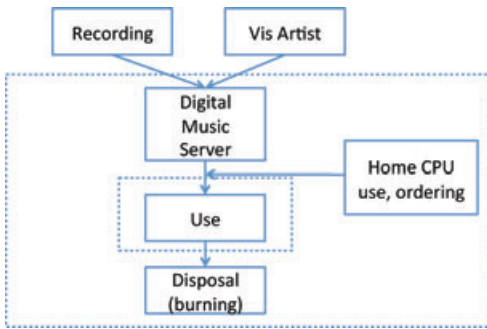 Recording
Vis Artist
Digital
Music
Server
Home CPU
use, ordering
Use
Disposal
(burning)